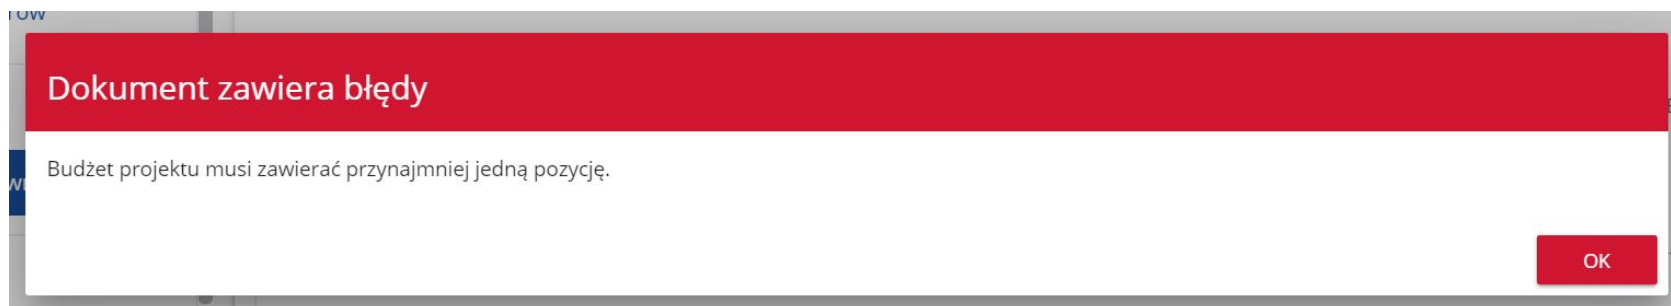 Dokument zawiera błędy
Budżet projektu musi zawierać przynajmniej jedną pozycję.
OK